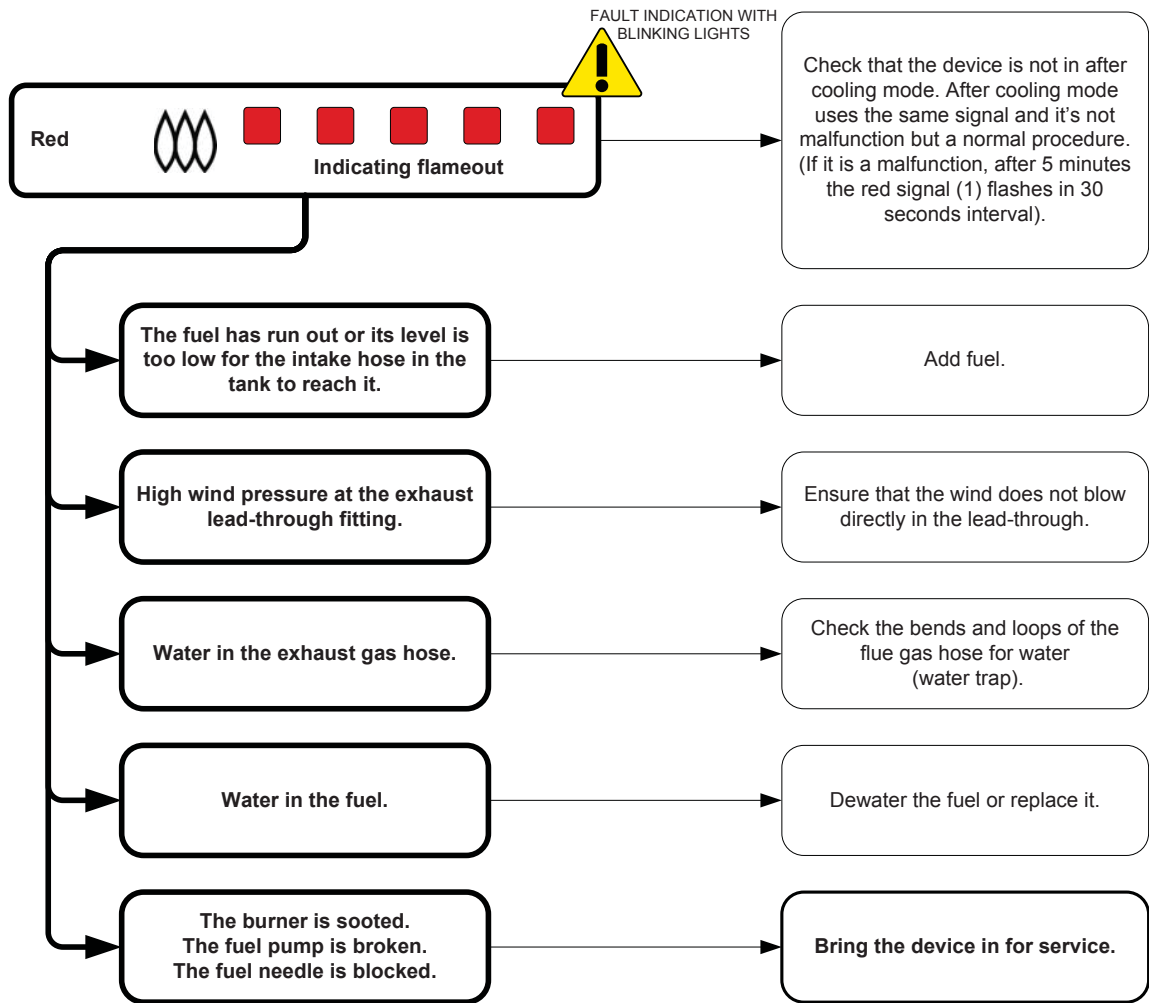 FAULT INDICATION WITH
BLINKING LIGHTS
Red
Indicating flameout
Check that the device is not in after
cooling mode. After cooling mode
uses the same signal and it's not
malfunction but a normal procedure.
(If it is a malfunction, after 5 minutes
the red signal (1) flashes in 30
seconds interval).
The fuel has run out or its level is
too low for the intake hose in the
tank to reach it.
Add fuel.
High wind pressure at the exhaust
lead-through fitting.
Ensure that the wind does not blow
directly in the lead-through.
Water in the exhaust gas hose.
Check the bends and loops of the
flue gas hose for water
(water trap).
Water in the fuel.
Dewater the fuel or replace it.
The burner is sooted.
The fuel pump is broken.
The fuel needle is blocked.
Bring the device in for service.